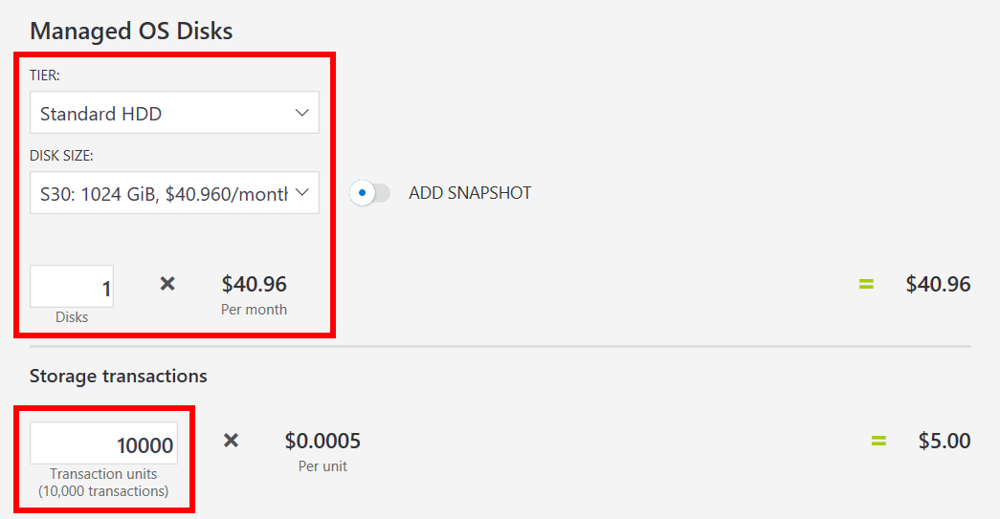 Managed OS Disks
TIER:
Standard HDD
DISK SIZE:
S30: 1024 GiB, $40.960/month
ADD SNAPSHOT
1 × $40.96 = $40.96
Disks Per month
Storage transactions
10000 × $0.0005 = $5.00
Transaction units Per unit
(10,000 transactions)